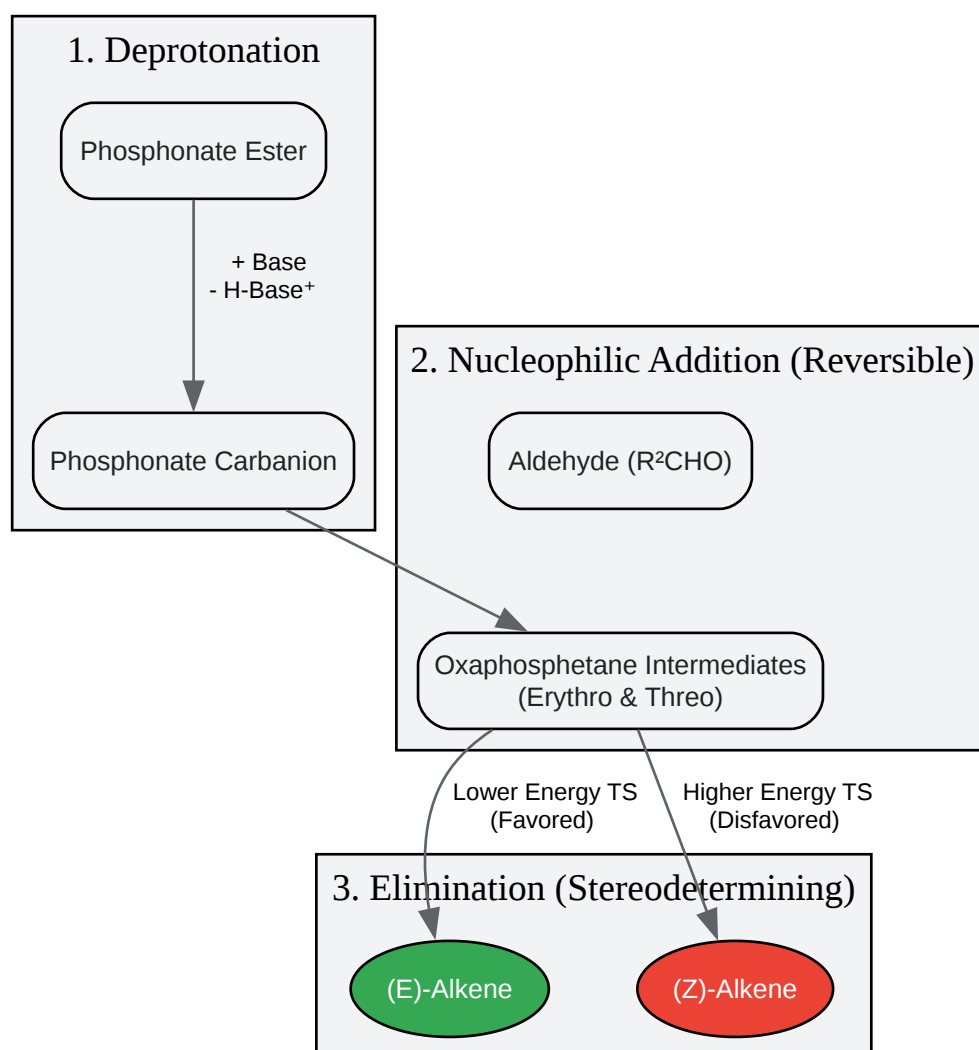 1. Deprotonation
Phosphonate Ester
+ Base
- H-Base⁺
Phosphonate Carbanion
2. Nucleophilic Addition (Reversible)
Aldehyde (R²CHO)
Oxaphosphetane Intermediates
(Erythro & Threo)
Lower Energy TS
(Favored)
Higher Energy TS
(Disfavored)
3. Elimination (Stereodetermining)
(E)-Alkene
(Z)-Alkene